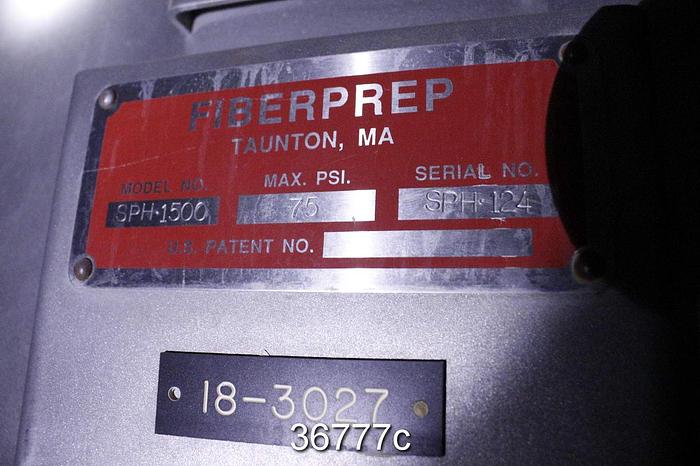 FIBERPREP
TAUNTON, MA
MODEL NO. MAX. PSI. SERIAL NO.
SPH-1500 75 SPH-124
U.S. PATENT NO.
18-3027
36777c